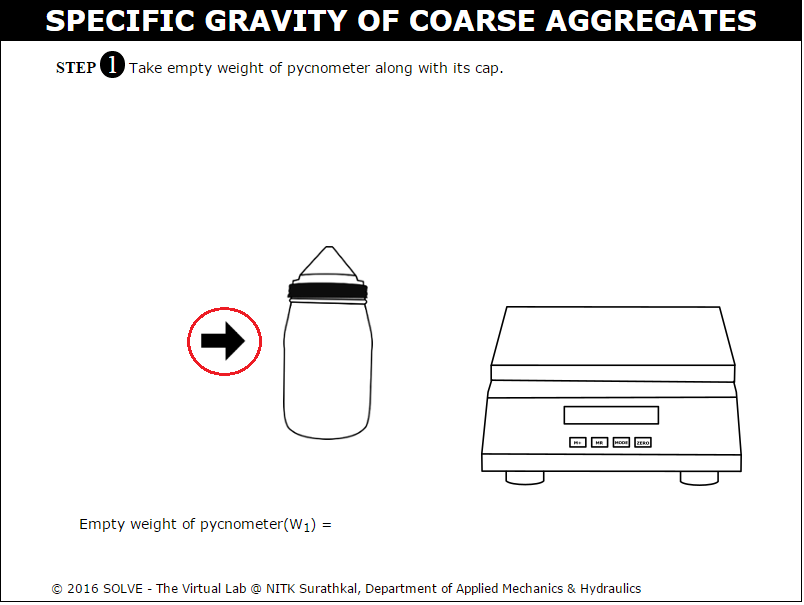 SPECIFIC GRAVITY OF COARSE AGGREGATES
STEP 1 Take empty weight of pycnometer along with its cap.
M+ MR MODE ZERO
Empty weight of pycnometer(W1) =
© 2016 SOLVE - The Virtual Lab @ NITK Surathkal, Department of Applied Mechanics & Hydraulics